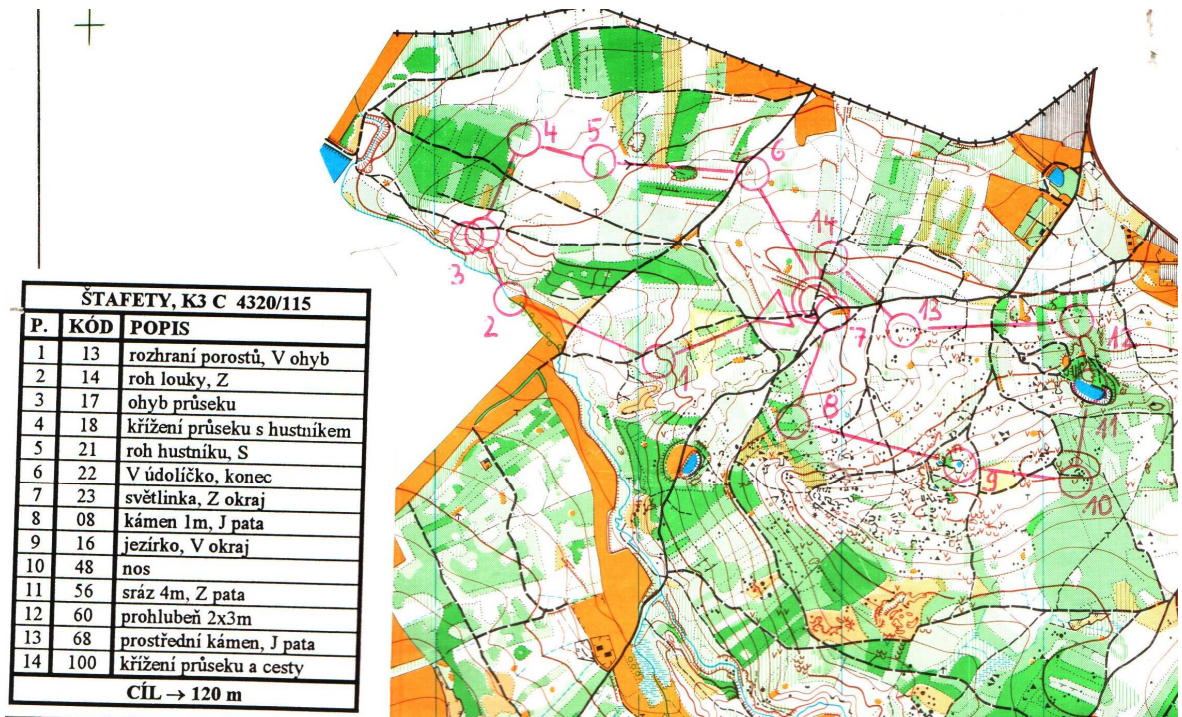 ŠTAFETY, K3 C 4320/115
P. KÓD POPIS
1 13 rozhraní porostů, V ohyb
2 14 roh louky, Z
3 17 ohyb průseku
4 18 křížení průseku s hustníkem
5 21 roh hustníku, S
6 22 V údolíčko, konec
7 23 světlinka, Z okraj
8 08 kámen 1m, J pata
9 16 jezírko, V okraj
10 48 nos
11 56 sráz 4m, Z pata
12 60 prohlubeň 2x3m
13 68 prostřední kámen, J pata
14 100 křížení průseku a cesty
CÍL → 120 m
4
5
6
3
14
2
7
13
12
1
8
11
9
10